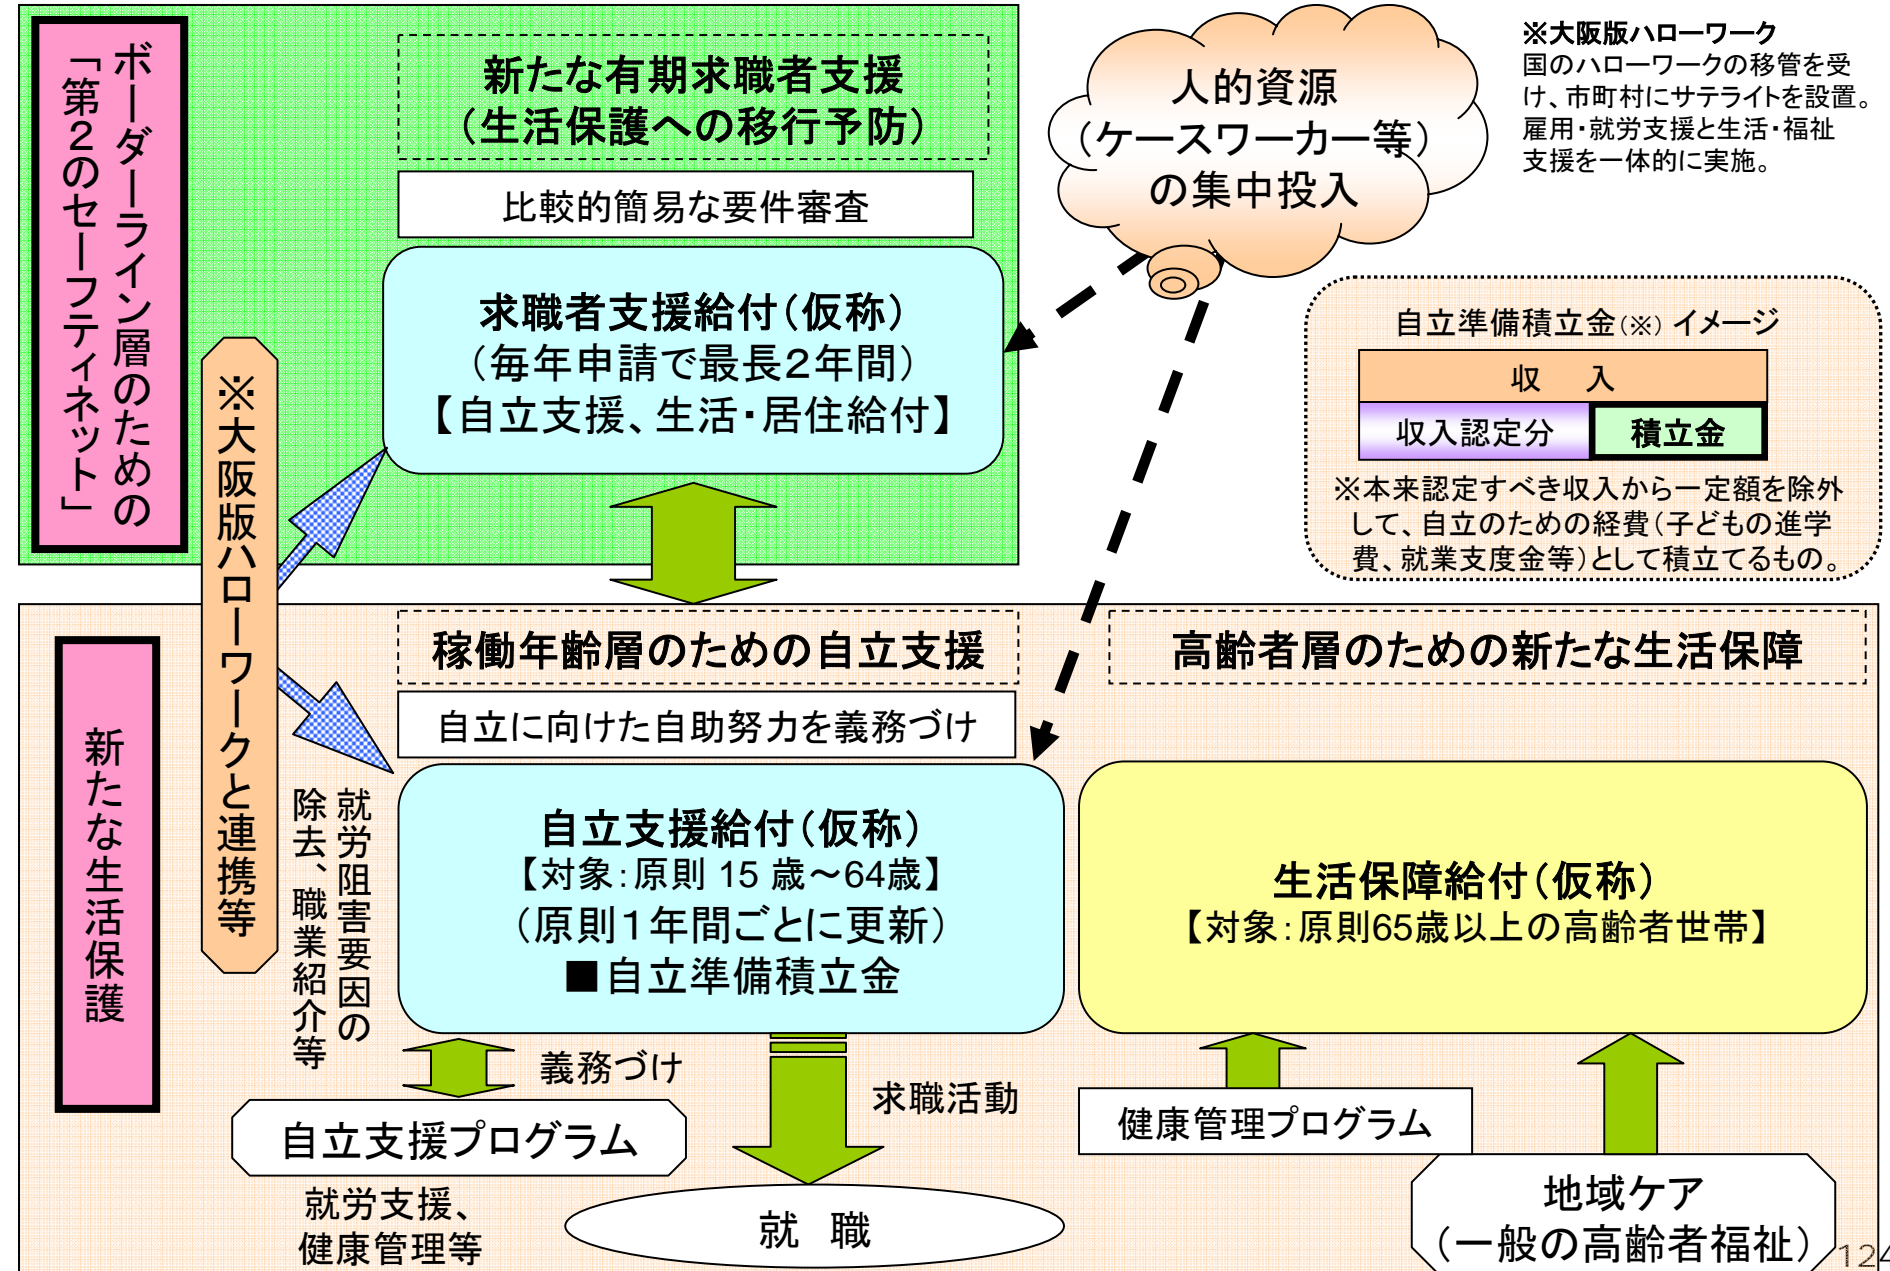 ボーダーライン層のための
「第２のセーフティネット」
新たな有期求職者支援
（生活保護への移行予防）
比較的簡易な要件審査
求職者支援給付（仮称）
（毎年申請で最長２年間）
【自立支援、生活・居住給付】
人的資源
（ケースワーカー等）
の集中投入
※大阪版ハローワーク
国のハローワークの移管を受
け、市町村にサテライトを設置。
雇用・就労支援と生活・福祉
支援を一体的に実施。
自立準備積立金（※）イメージ
収　入
収入認定分
積立金
※本来認定すべき収入から一定額を除外
して、自立のための経費（子どもの進学
費、就業支度金等）として積立てるもの。
※大阪版ハローワークと連携等
新たな生活保護
稼働年齢層のための自立支援
自立に向けた自助努力を義務づけ
就労阻害要因の
除去、職業紹介等
自立支援給付（仮称）
【対象：原則 15 歳～64歳】
（原則１年間ごとに更新）
■自立準備積立金
義務づけ
自立支援プログラム
就労支援、
健康管理等
求職活動
就　職
高齢者層のための新たな生活保障
生活保障給付（仮称）
【対象：原則65歳以上の高齢者世帯】
健康管理プログラム
地域ケア
（一般の高齢者福祉）
124